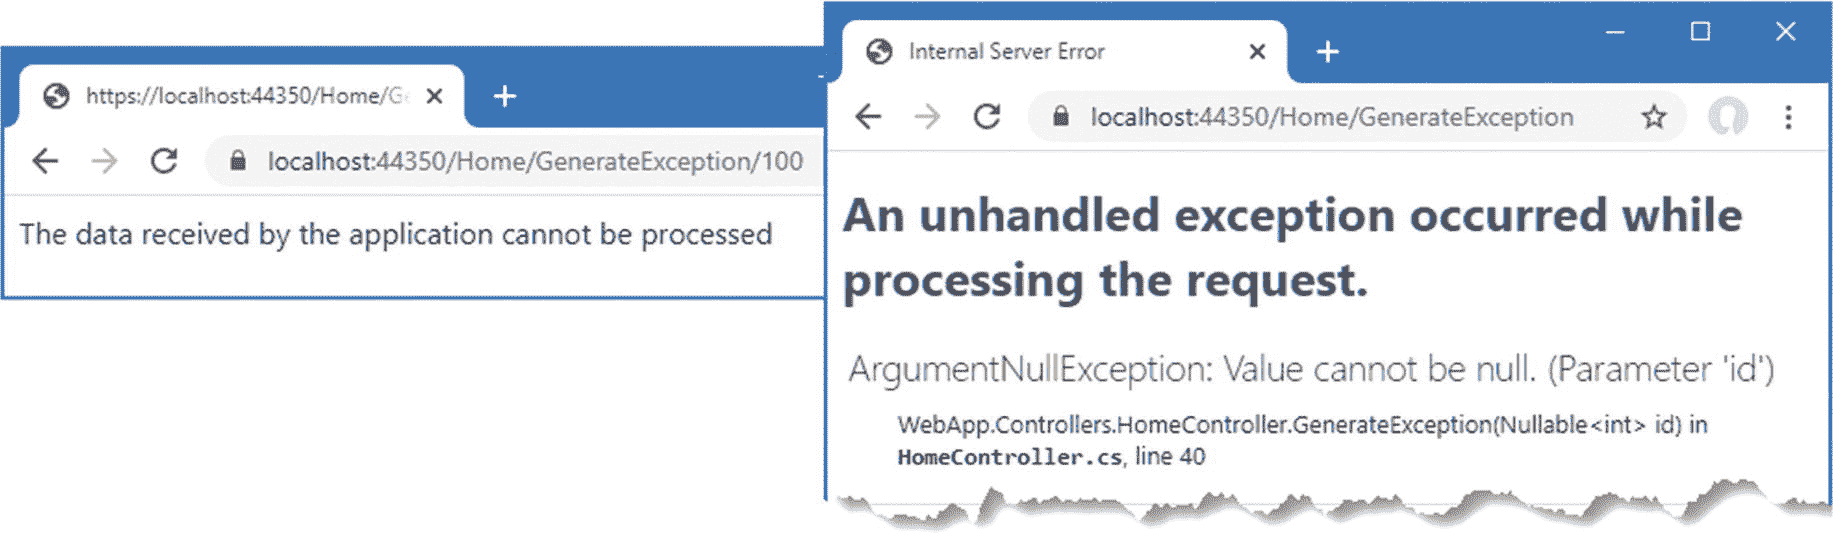 https://localhost:44350/Home/Ge
localhost:44350/Home/GenerateException/100
The data received by the application cannot be processed
Internal Server Error
localhost:44350/Home/GenerateException
An unhandled exception occurred while
processing the request.
ArgumentNullException: Value cannot be null. (Parameter 'id')
WebApp.Controllers.HomeController.GenerateException(Nullable<int> id) in
HomeController.cs, line 40